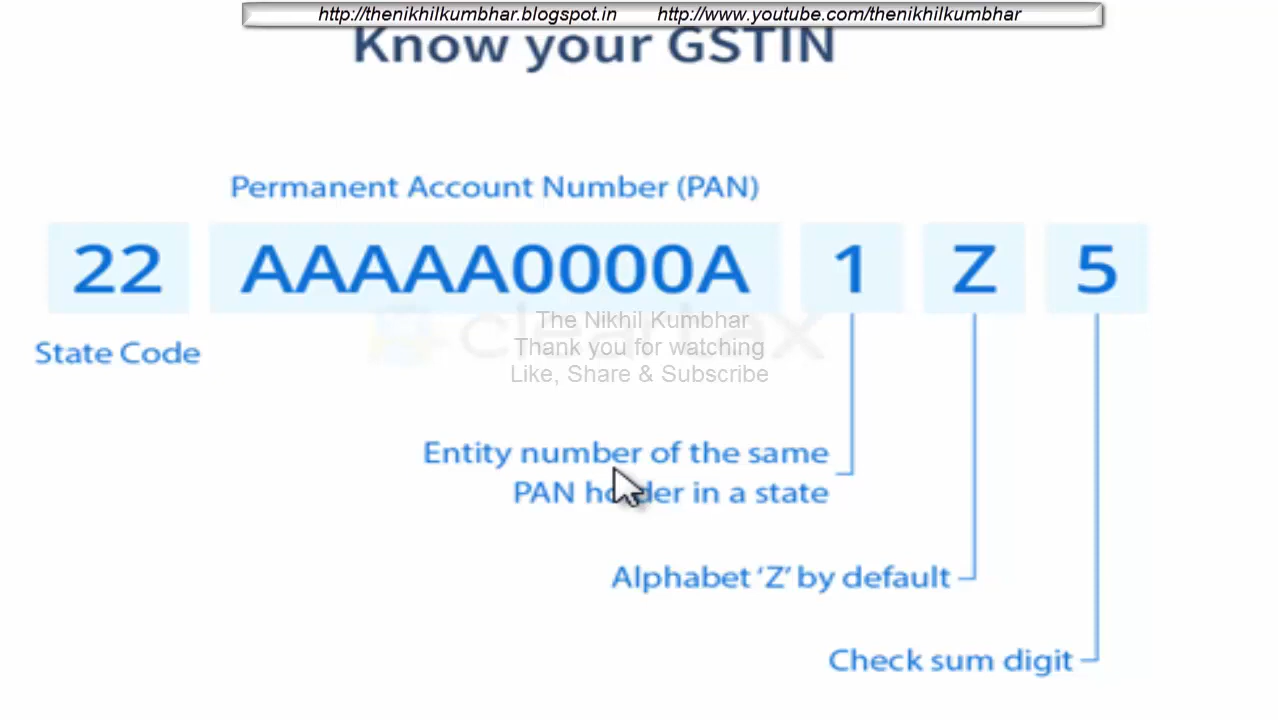 http://thenikhilkumbhar.blogspot.in http://www.youtube.com/thenikhilkumbhar
Know your GSTIN
Permanent Account Number (PAN)
22 AAAAA0000A 1 Z 5
State Code
cleartax
The Nikhil Kumbhar
Thank you for watching
Like, Share & Subscribe
Entity number of the same
PAN holder in a state
Alphabet ‘Z’ by default
Check sum digit